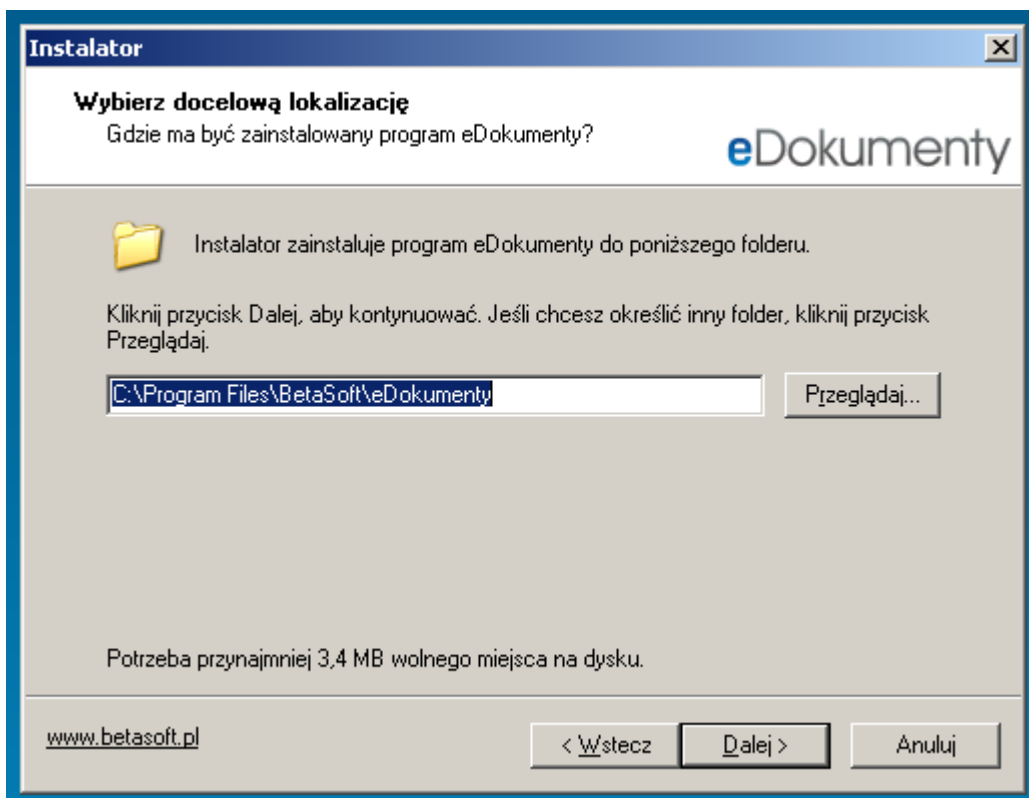 Instalator
Wybierz docelową lokalizację
Gdzie ma być zainstalowany program eDokumenty?
eDokumenty
Instalator zainstaluje program eDokumenty do poniższego folderu.
Kliknij przycisk Dalej, aby kontynuować. Jeśli chcesz określić inny folder, kliknij przycisk
Przeglądaj.
C:\Program Files\BetaSoft\eDokumenty
Przeglądaj...
Potrzeba przynajmniej 3,4 MB wolnego miejsca na dysku.
www.betasoft.pl
< Wstecz
Dalej >
Anuluj